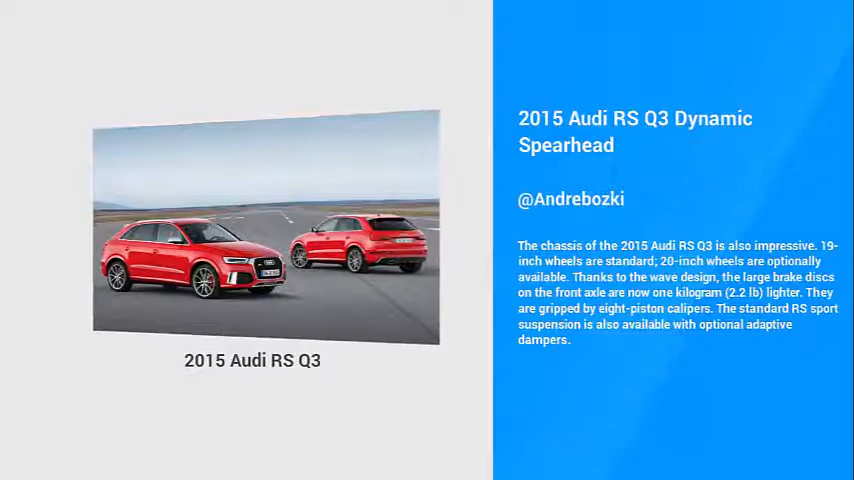 2015 Audi RS Q3
2015 Audi RS Q3 Dynamic
Spearhead
@Andrebozki
The chassis of the 2015 Audi RS Q3 is also impressive. 19-
inch wheels are standard; 20-inch wheels are optionally
available. Thanks to the wave design, the large brake discs
on the front axle are now one kilogram (2.2 lb) lighter. They
are gripped by eight-piston calipers. The standard RS sport
suspension is also available with optional adaptive
dampers.